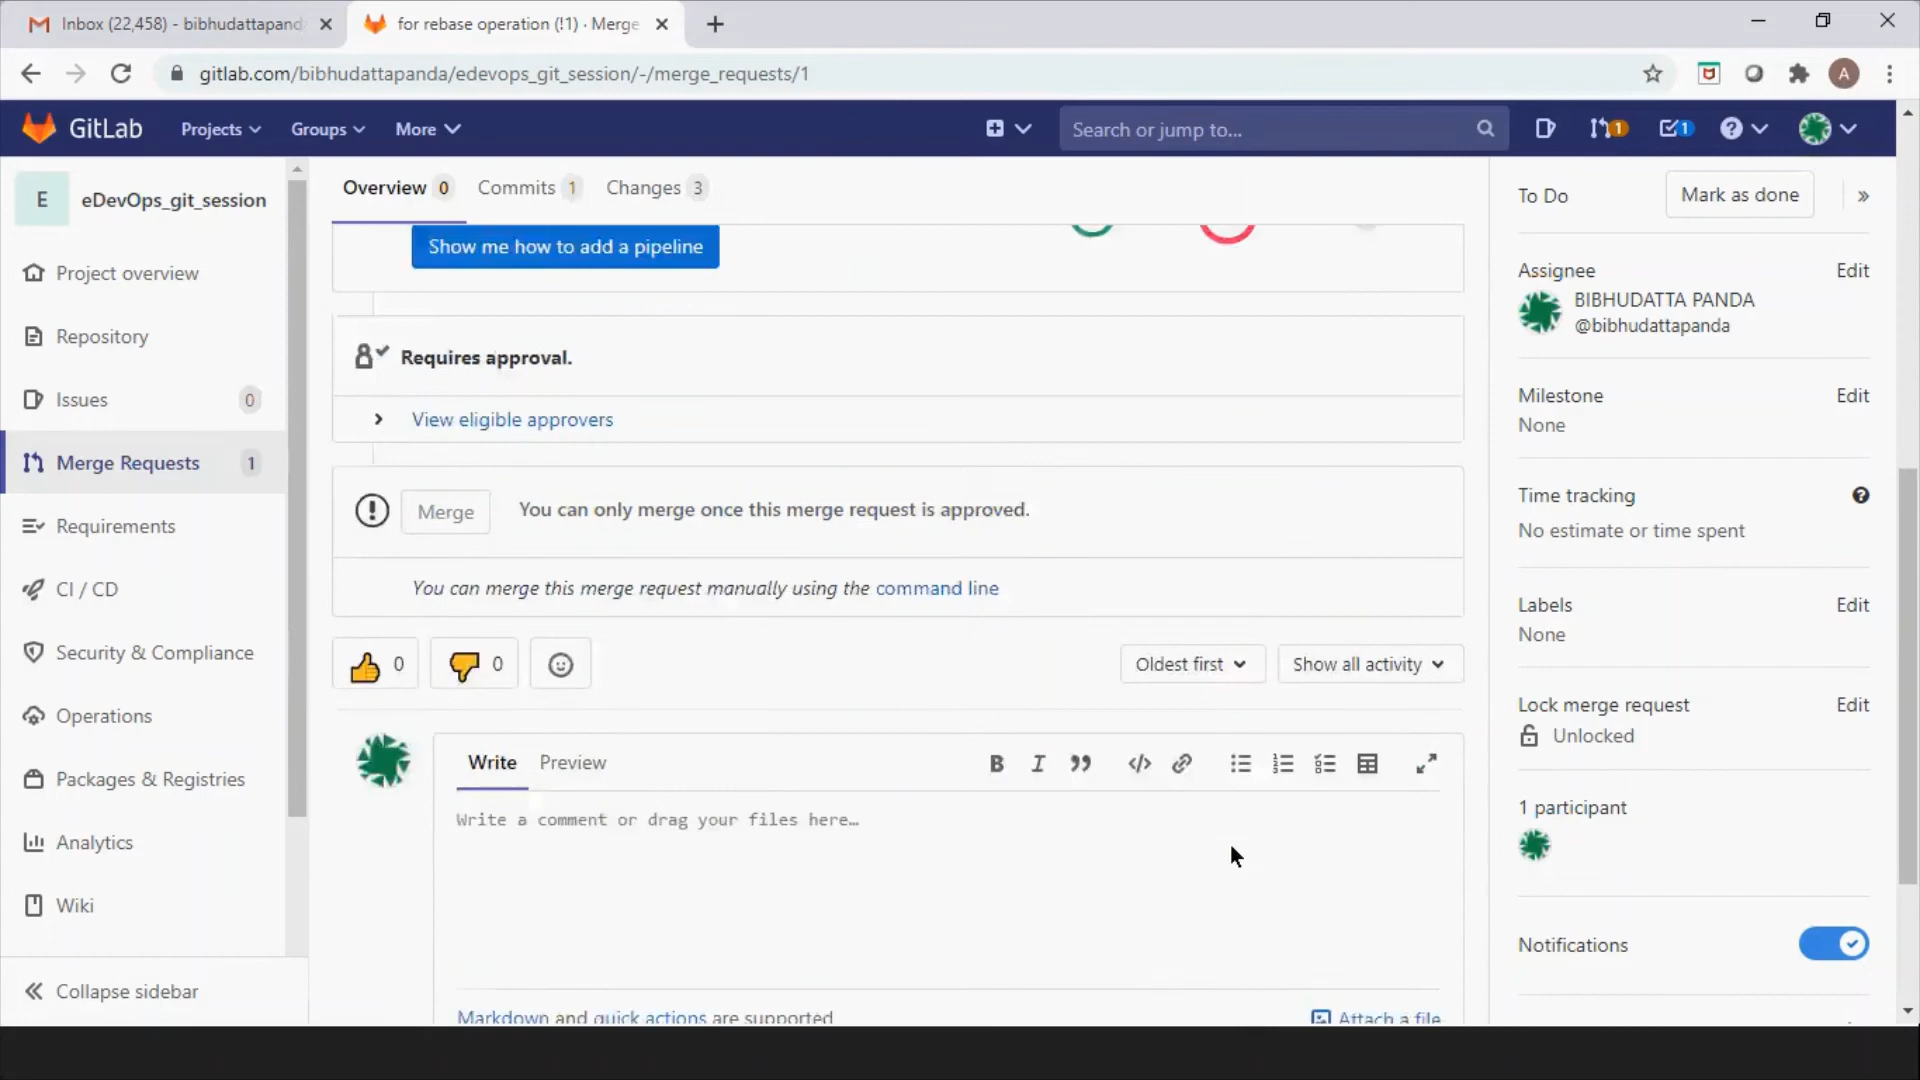 Inbox (22,458) - bibhudattapand
for rebase operation (!1) · Merge
gitlab.com/bibhudattapanda/edevops_git_session/-/merge_requests/1
A
GitLab
Projects
Groups
More
Search or jump to...
1
1
E
eDevOps_git_session
Project overview
Repository
Issues 0
Merge Requests 1
Requirements
CI / CD
Security & Compliance
Operations
Packages & Registries
Analytics
Wiki
Collapse sidebar
Overview 0
Commits 1
Changes 3
Show me how to add a pipeline
Requires approval.
View eligible approvers
Merge
You can only merge once this merge request is approved.
You can merge this merge request manually using the command line
0
0
Oldest first
Show all activity
Write
Preview
Write a comment or drag your files here…
Markdown and quick actions are supported
Attach a file
To Do
Mark as done
Assignee
Edit
BIBHUDATTA PANDA
@bibhudattapanda
Milestone
Edit
None
Time tracking
No estimate or time spent
Labels
Edit
None
Lock merge request
Edit
Unlocked
1 participant
Notifications